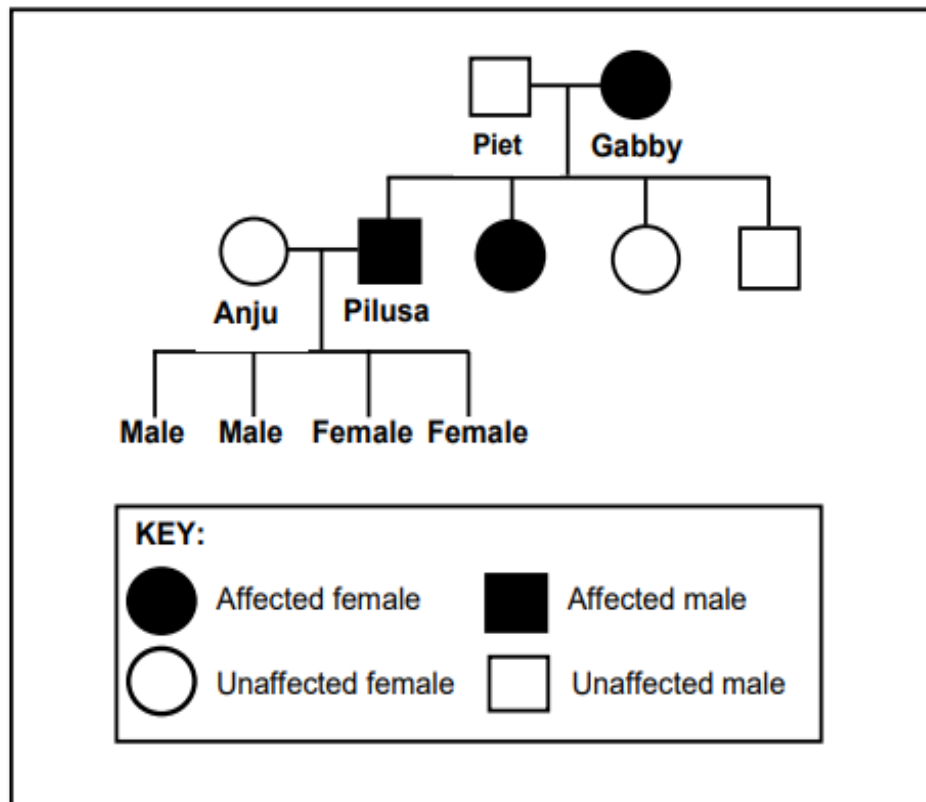 Piet Gabby
Anju Pilusa
Male Male Female Female
KEY:
Affected female Affected male
Unaffected female Unaffected male